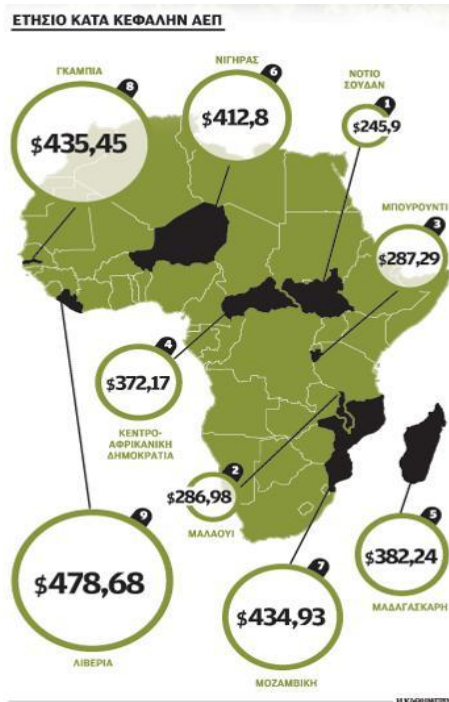 ΕΤΗΣΙΟ ΚΑΤΑ ΚΕΦΑΛΗΝ ΑΕΠ
ΓΚΑΜΠΙΑ
8
$435,45
ΝΙΓΗΡΑΣ
6
$412,8
ΝΟΤΙΟ
ΣΟΥΔΑΝ
1
$245,9
ΜΠΟΥΡΟΥΝΤΙ
3
$287,29
4
$372,17
ΚΕΝΤΡΟ-
ΑΦΡΙΚΑΝΙΚΗ
ΔΗΜΟΚΡΑΤΙΑ
2
$286,98
ΜΑΛΑΟΥΙ
5
$382,24
ΜΑΔΑΓΑΣΚΑΡΗ
9
$478,68
ΛΙΒΕΡΙΑ
7
$434,93
ΜΟΖΑΜΒΙΚΗ